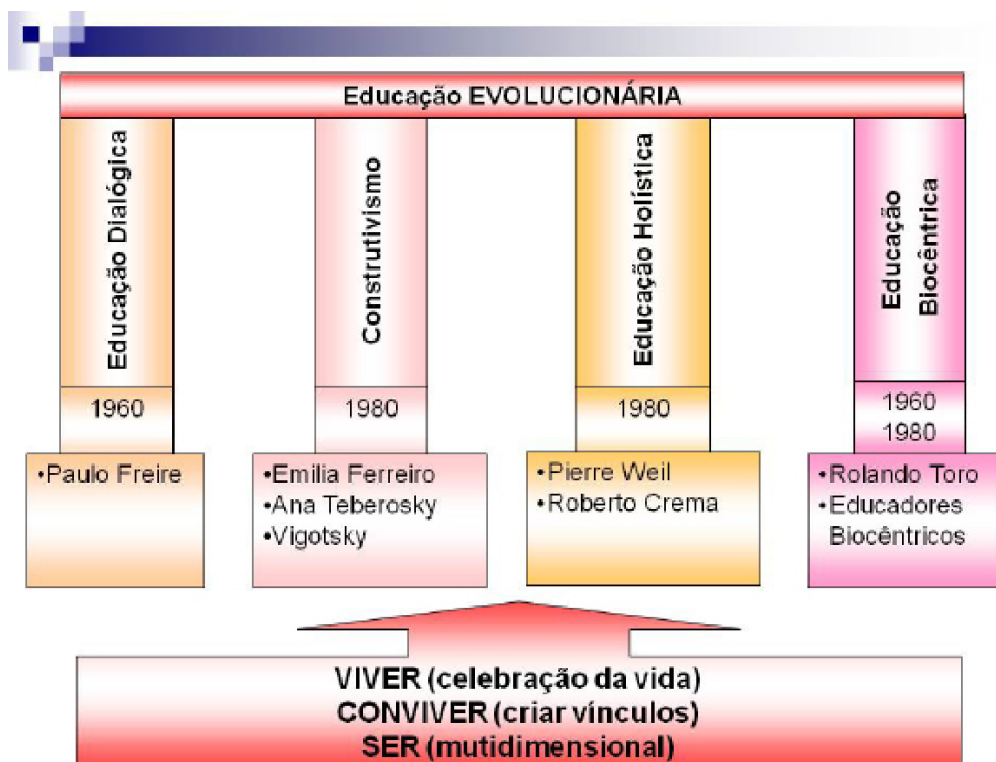 Educação EVOLUCIONÁRIA
Educação Dialógica
1960
•Paulo Freire
Construtivismo
1980
•Emilia Ferreiro
•Ana Teberosky
•Vigotsky
Educação Holística
1980
•Pierre Weil
•Roberto Crema
Educação
Biocêntrica
1960
1980
•Rolando Toro
•Educadores
Biocêntricos
VIVER (celebração da vida)
CONVIVER (criar vínculos)
SER (mutidimensional)